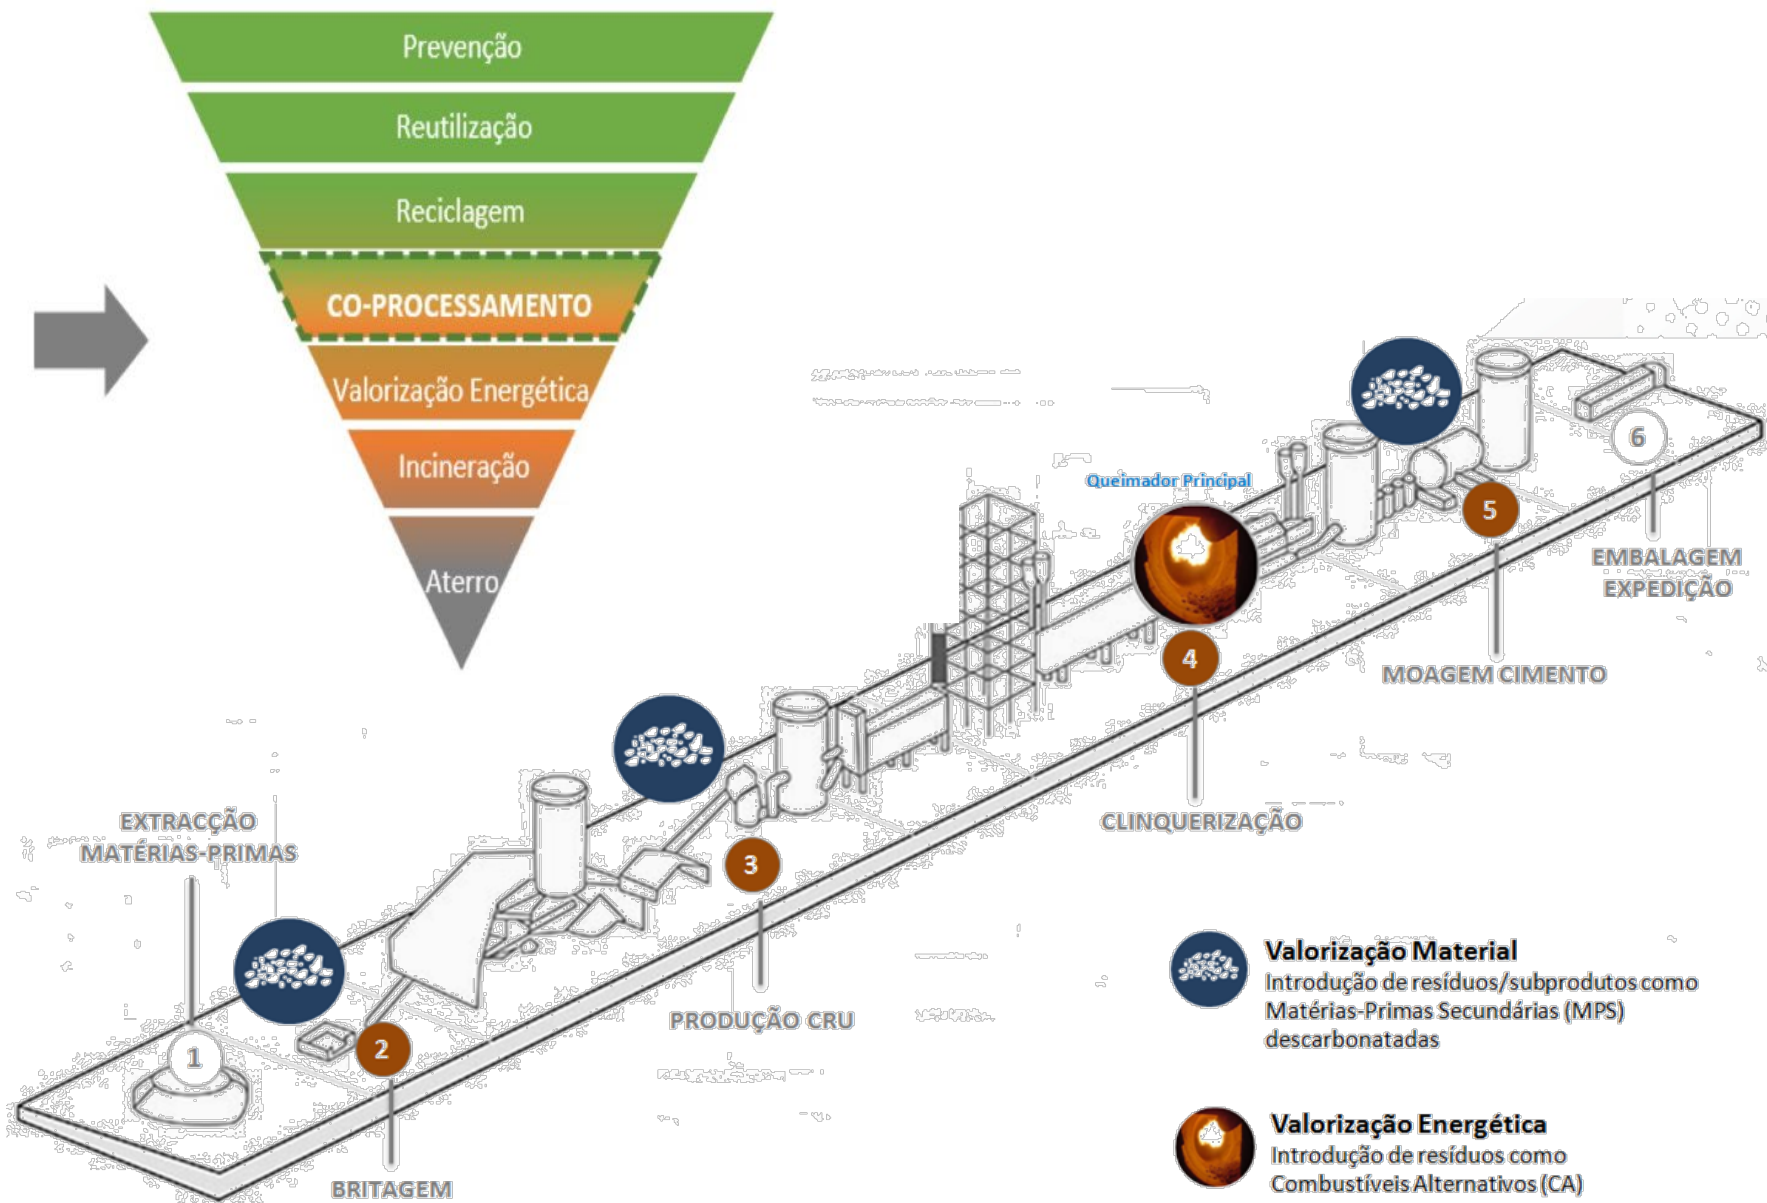 Prevenção
Reutilização
Reciclagem
CO-PROCESSAMENTO
Valorização Energética
Incineração
Aterro
Queimador Principal
6
5
EMBALAGEM
EXPEDIÇÃO
4
MOAGEM CIMENTO
CLINQUERIZAÇÃO
EXTRACÇÃO
MATÉRIAS-PRIMAS
3
PRODUÇÃO CRU
1
2
BRITAGEM
Valorização Material
Introdução de resíduos/subprodutos como
Matérias-Primas Secundárias (MPS)
descarbonatadas
Valorização Energética
Introdução de resíduos como
Combustíveis Alternativos (CA)